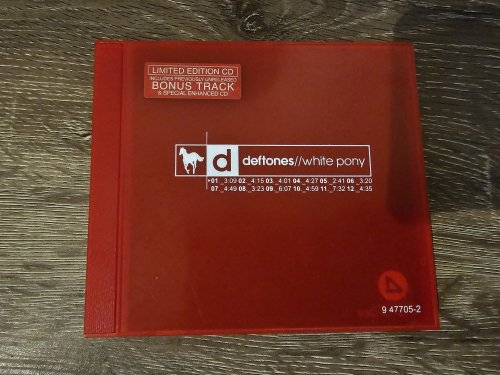 LIMITED EDITION CD
INCLUDES PREVIOUSLY UNRELEASED
BONUS TRACK
& SPECIAL ENHANCED CD
d deftones//white pony
01._3:09 02._4:15 03._4:01 04._4:27 05._2:41 06._3:20
07._4:49 08._3:23 09._6:07 10._4:59 11._7:32 12._4:35
9 47705-2